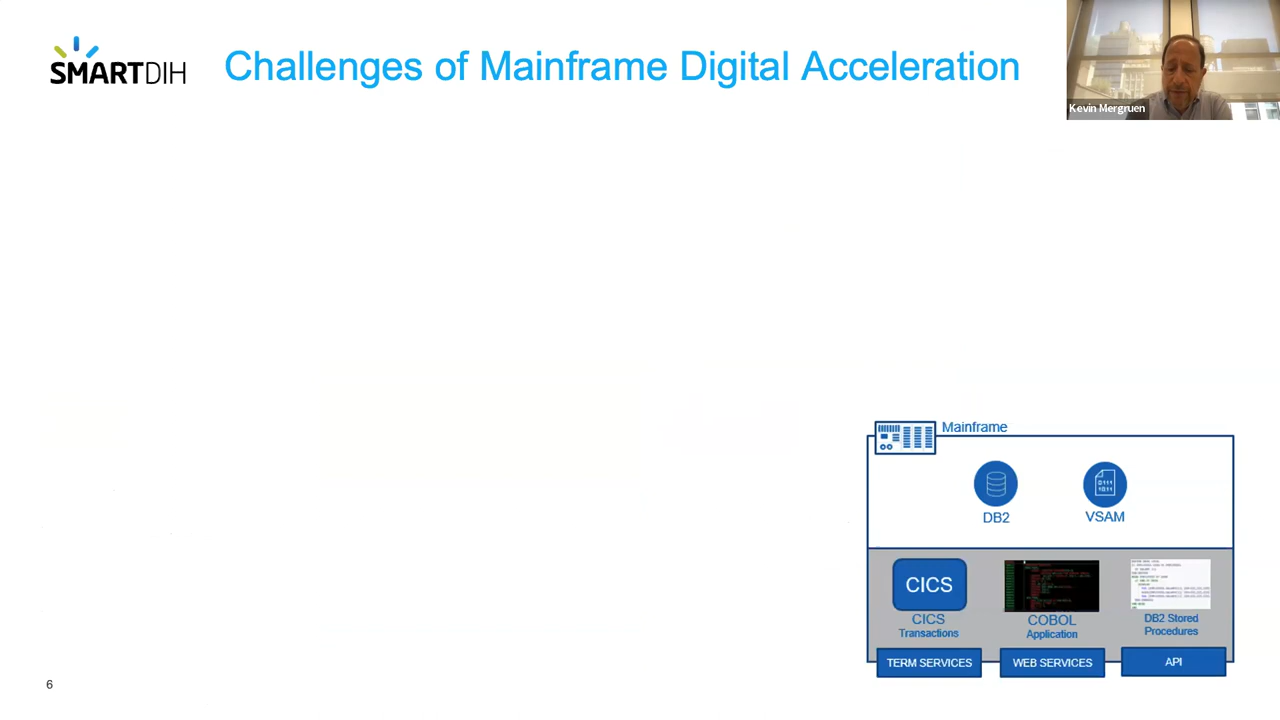 SMARTDIH
Challenges of Mainframe Digital Acceleration
Kevin Mergruen
Mainframe
DB2
VSAM
CICS
CICS
Transactions
COBOL
Application
DB2 Stored
Procedures
TERM SERVICES
WEB SERVICES
API
6